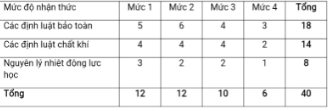 Mức độ nhận thức Mức 1 Mức 2 Mức 3 Mức 4 Tổng
Các định luật bảo toàn 5 6 4 3 18
Các định luật chất khí 4 4 4 2 14
Nguyên lý nhiệt động lực 3 2 2 1 8
học
Tổng 12 12 10 6 40